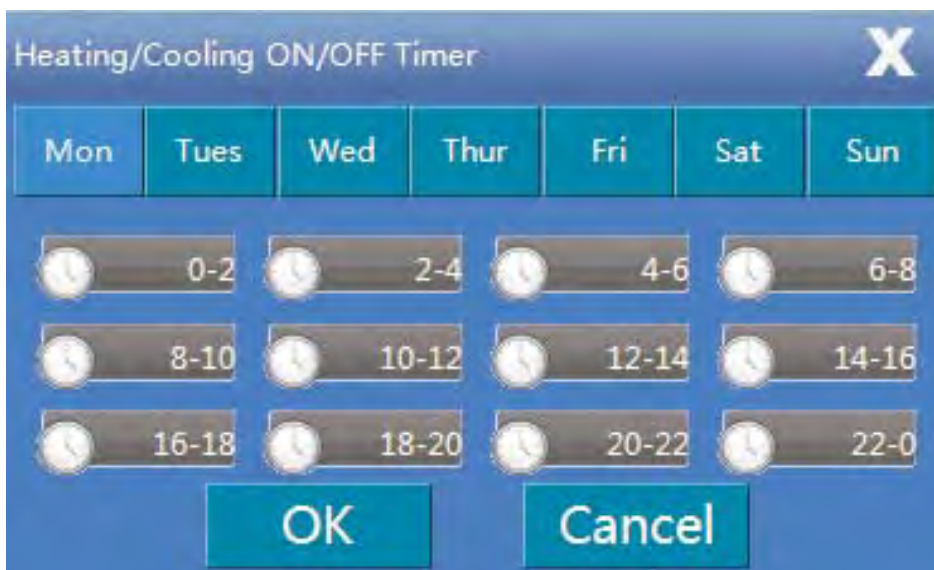 Heating/Cooling ON/OFF Timer X
Mon Tues Wed Thur Fri Sat Sun
0-2 2-4 4-6 6-8
8-10 10-12 12-14 14-16
16-18 18-20 20-22 22-0
OK Cancel